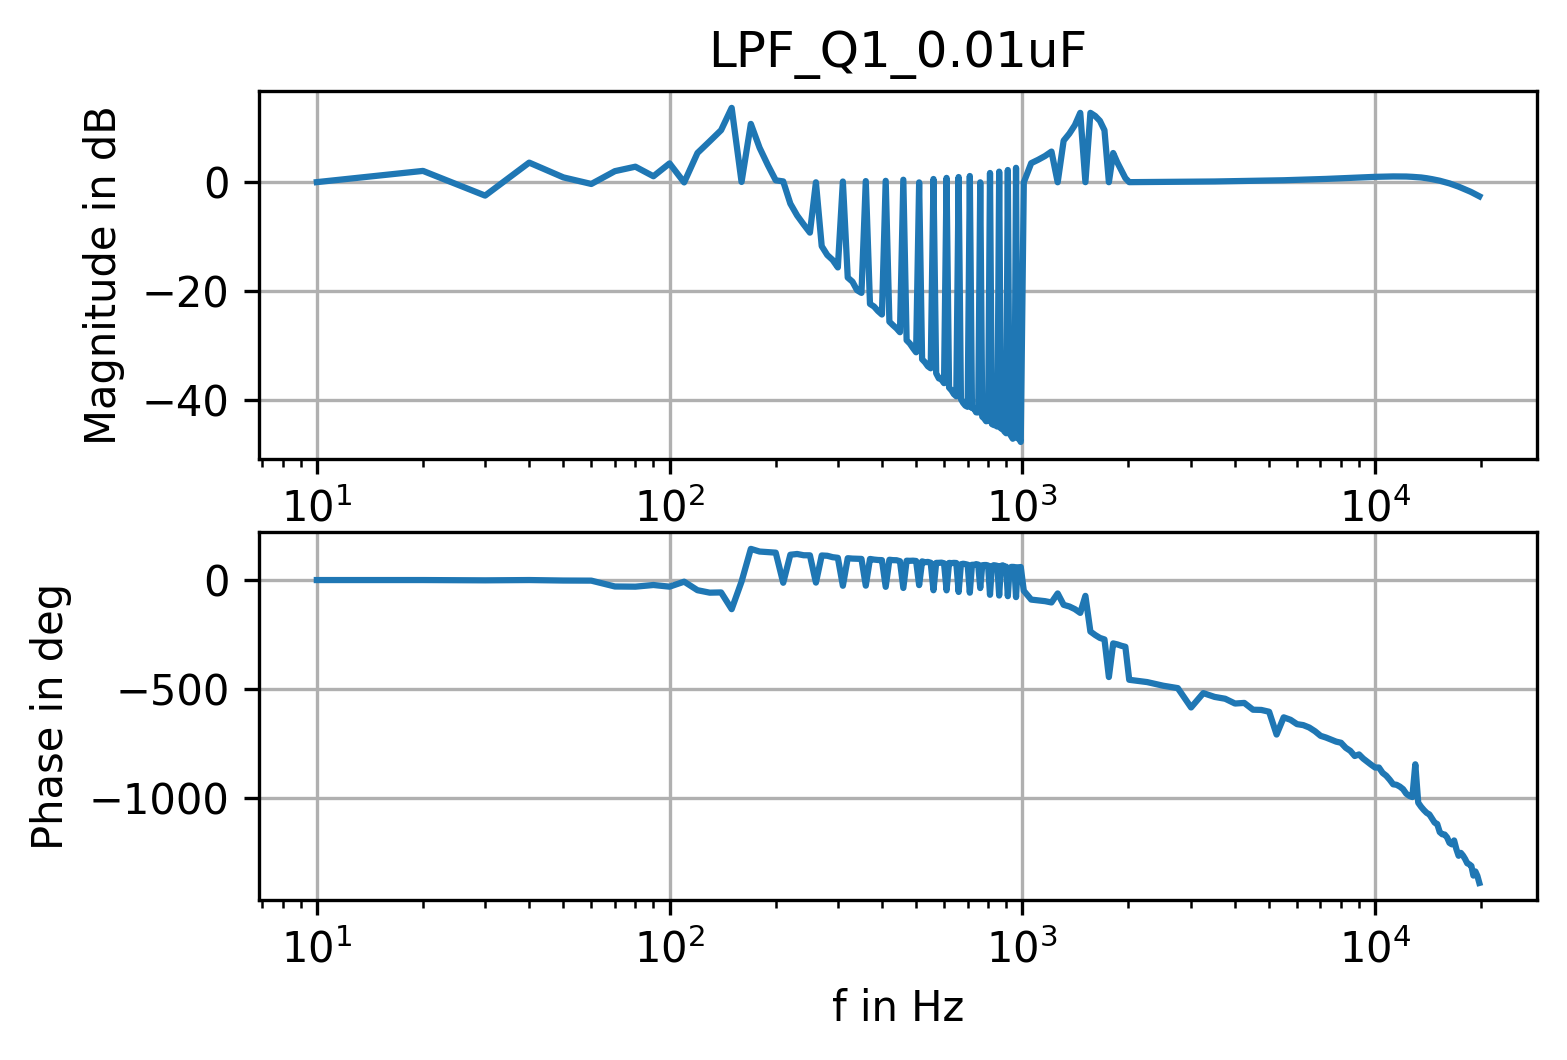 LPF_Q1_0.01uF
Magnitude in dB
0
−20
−40
10¹ 10² 10³ 10⁴
Phase in deg
0
−500
−1000
10¹ 10² 10³ 10⁴
f in Hz